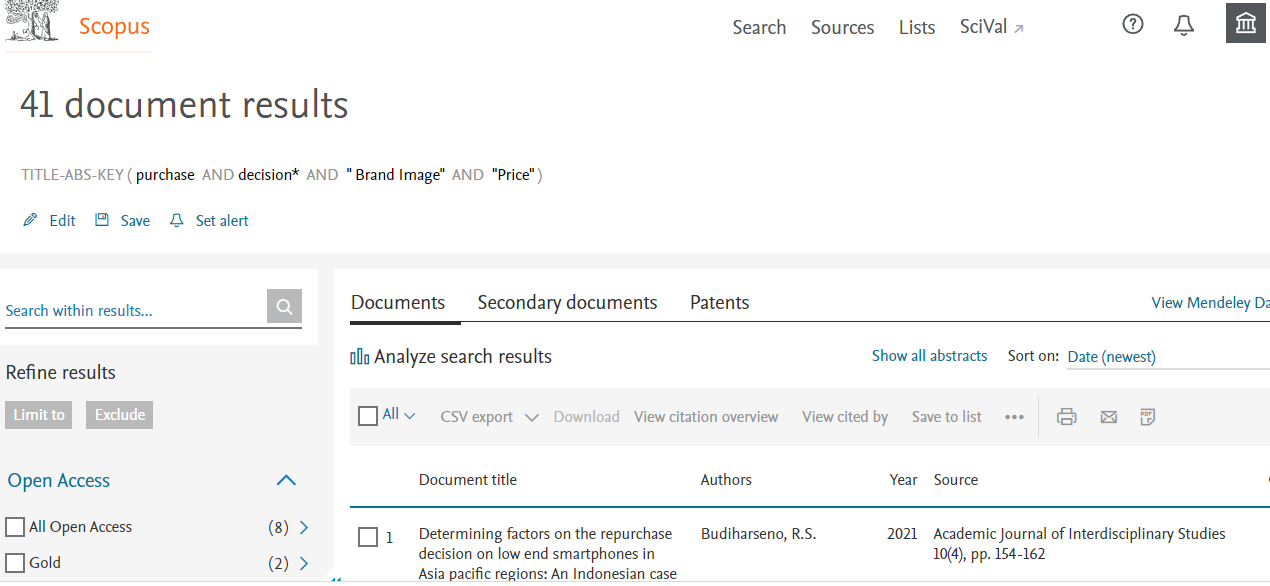 Scopus
Search Sources Lists SciVal ↗
41 document results
TITLE-ABS-KEY ( purchase AND decision* AND " Brand Image" AND "Price" )
Edit Save Set alert
Search within results...
Documents Secondary documents Patents
View Mendeley Da
Analyze search results
Show all abstracts Sort on: Date (newest)
Refine results
Limit to Exclude
All CSV export Download View citation overview View cited by Save to list •••
PDF
Open Access
Document title Authors Year Source
All Open Access (8)
Gold (2)
1 Determining factors on the repurchase Budiharseno, R.S. 2021 Academic Journal of Interdisciplinary Studies
decision on low end smartphones in 10(4), pp. 154-162
Asia pacific regions: An Indonesian case